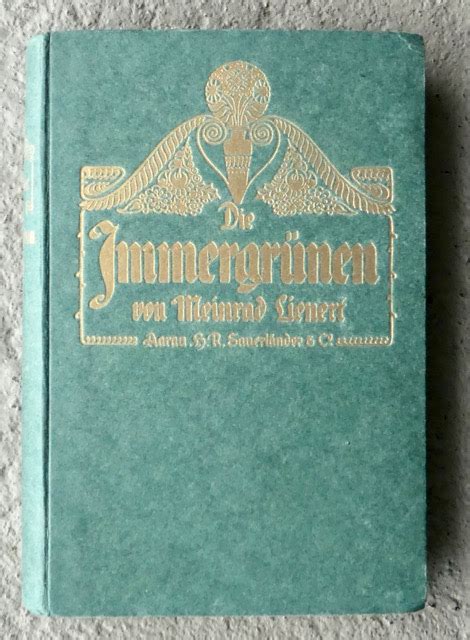 Die
Immergrünen
von Meinrad Lienert
Aarau H.R. Sauerländer & Co